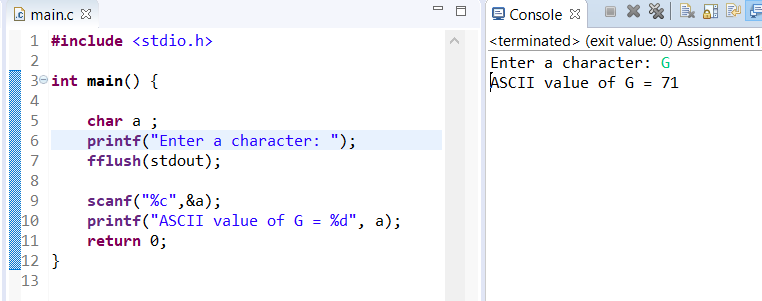 main.c
1 #include <stdio.h>
2
3 int main() {
4
5 char a ;
6 printf("Enter a character: ");
7 fflush(stdout);
8
9 scanf("%c",&a);
10 printf("ASCII value of G = %d", a);
11 return 0;
12 }
13
Console
<terminated> (exit value: 0) Assignment1
Enter a character: G
ASCII value of G = 71